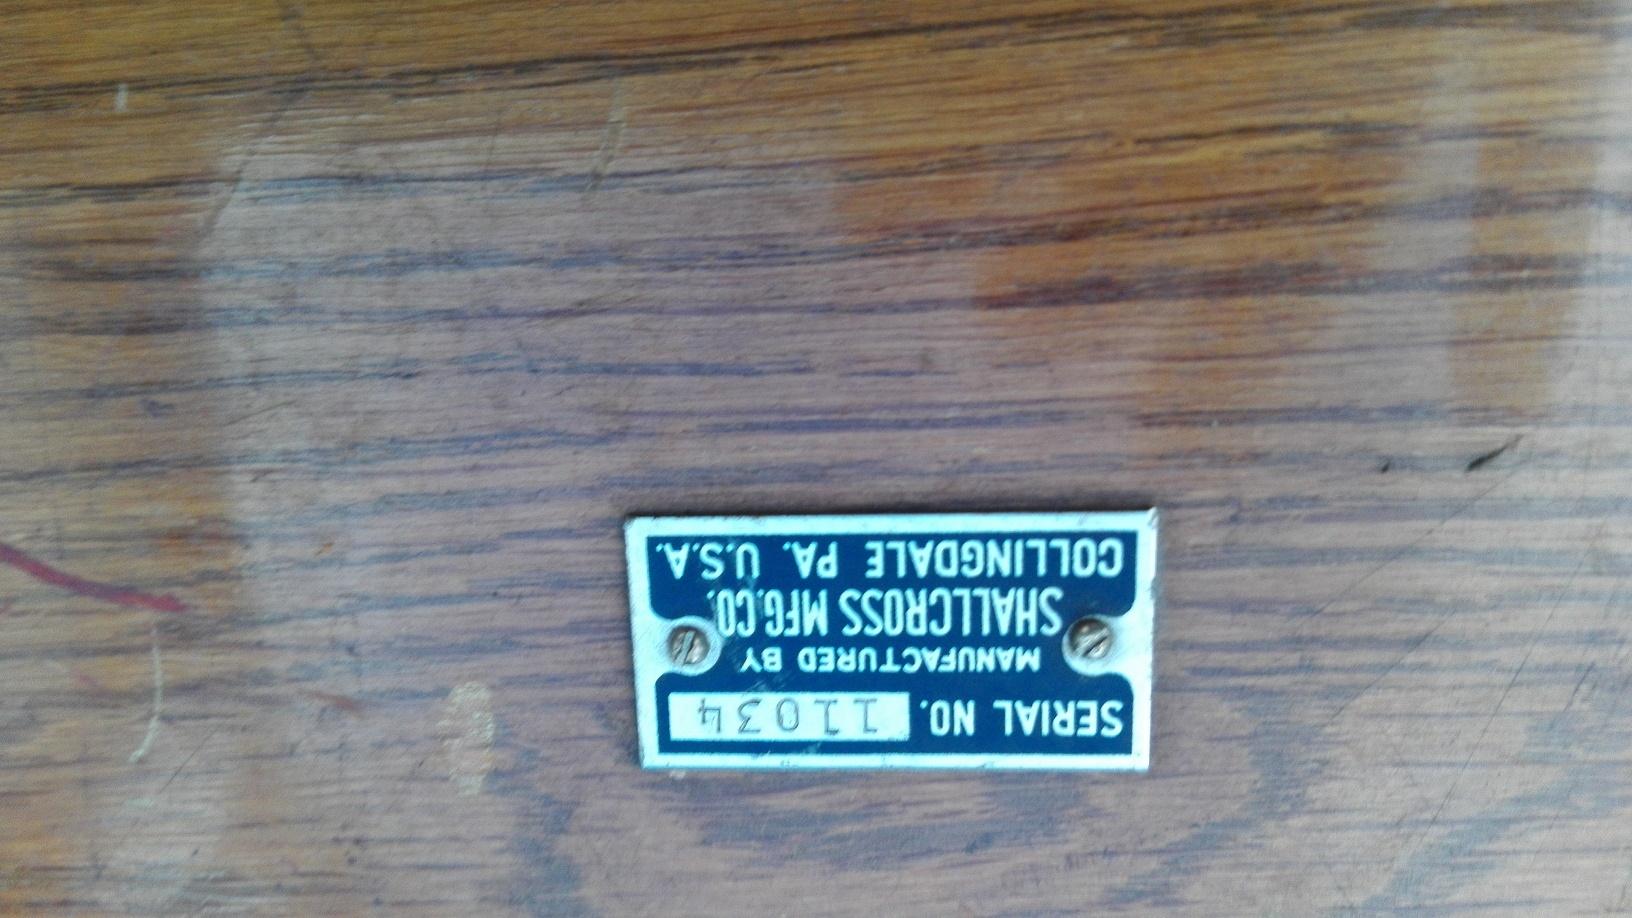 SERIAL NO. 11034
MANUFACTURED BY
SHALLCROSS MFG.CO.
COLLINGDALE PA. U.S.A.